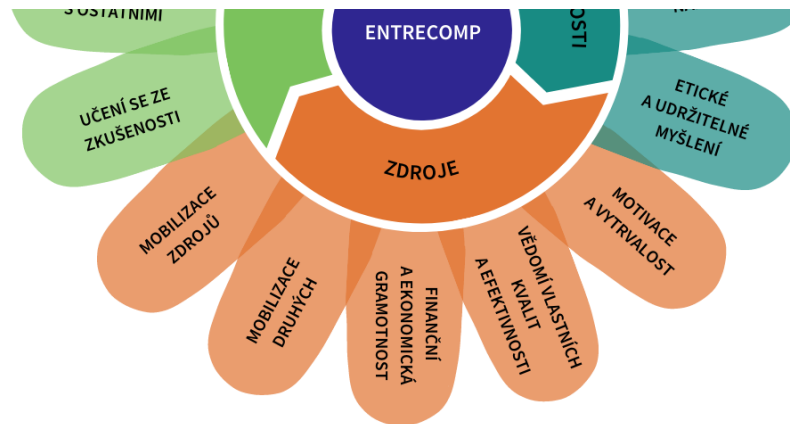 S OSTATNÍMI
ENTRECOMP
OSTI
NA
UČENÍ SE ZE
ZKUŠENOSTI
ETICKÉ
A UDRŽITELNÉ
MYŠLENÍ
ZDROJE
MOBILIZACE
ZDROJŮ
MOBILIZACE
DRUHÝCH
FINANČNÍ
A EKONOMICKÁ
GRAMOTNOST
VĚDOMÍ VLASTNÍCH
KVALIT
A EFEKTIVNOSTI
MOTIVACE
A VYTRVALOST